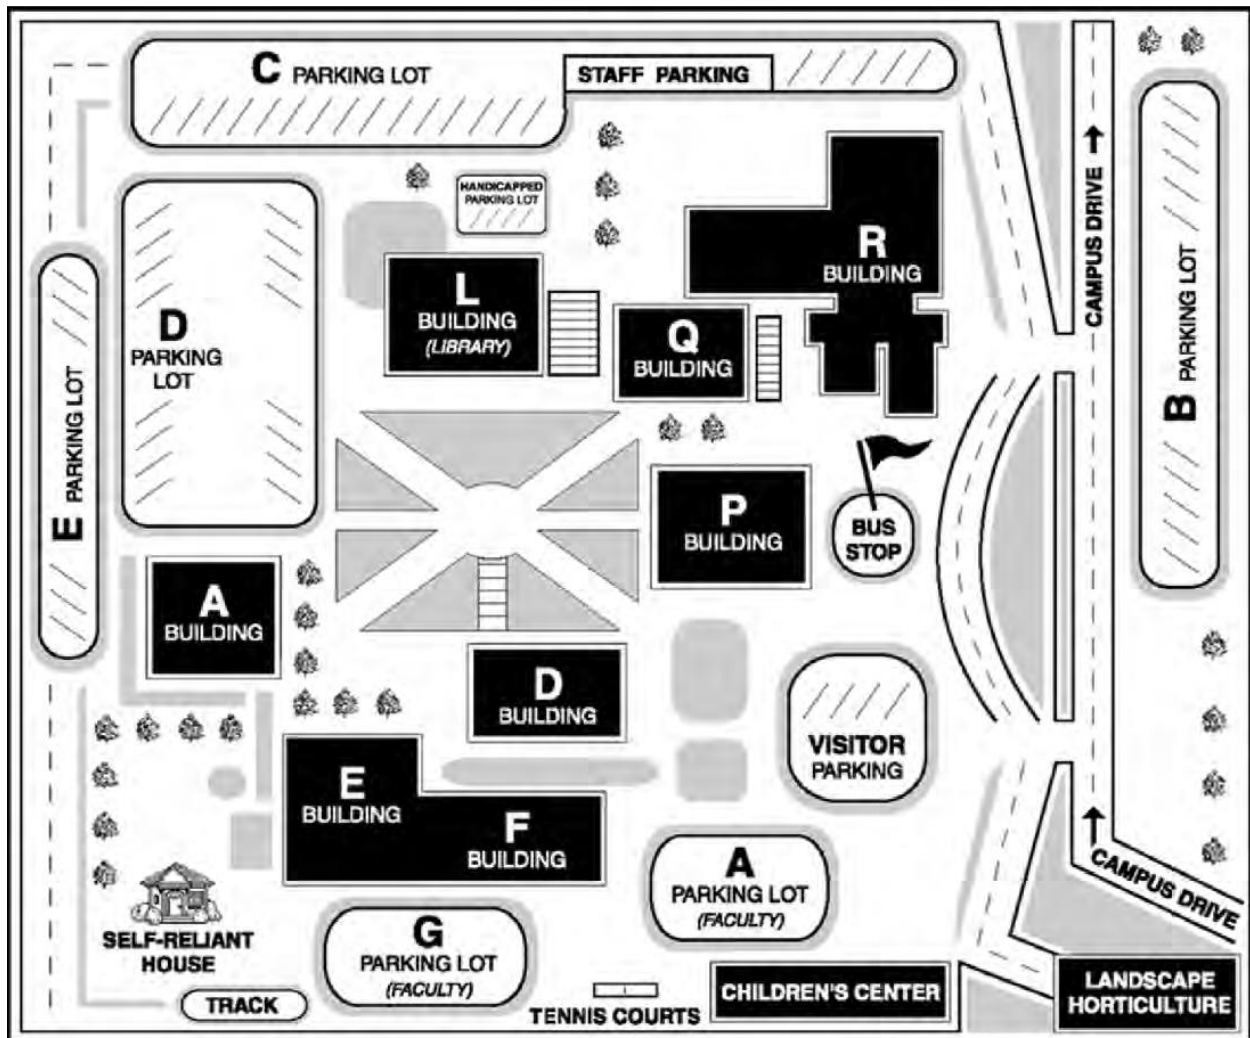 C PARKING LOT
STAFF PARKING
HANDICAPPED
PARKING LOT
L
BUILDING
(LIBRARY)
R
BUILDING
Q
BUILDING
CAMPUS DRIVE
B PARKING LOT
D
PARKING
LOT
E PARKING LOT
P
BUILDING
BUS
STOP
A
BUILDING
D
BUILDING
VISITOR
PARKING
E
BUILDING
F
BUILDING
A
PARKING LOT
(FACULTY)
CAMPUS DRIVE
SELF-RELIANT
HOUSE
G
PARKING LOT
(FACULTY)
TRACK
TENNIS COURTS
CHILDREN'S CENTER
LANDSCAPE
HORTICULTURE